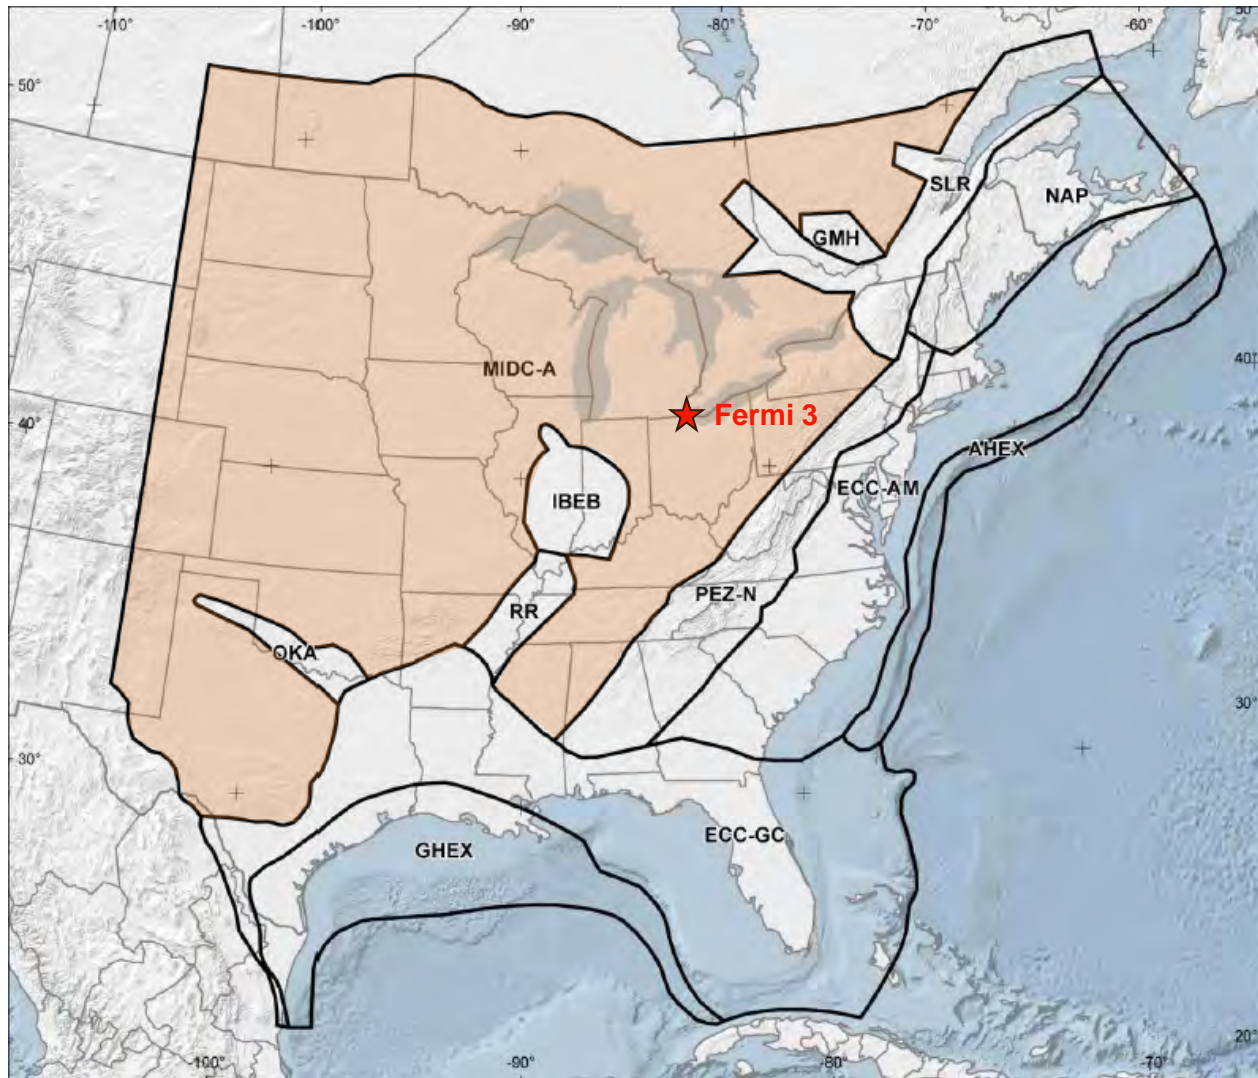 -110° -100° -90° -80° -70° -60° 50°
50°
SLR
NAP
GMH
40°
MIDC-A
Fermi 3
40°
AHEX
ECC-AM
IBEB
PEZ-N
RR
OKA
30°
30°
ECC-GC
GHEX
20°
-100° -90° -80° -70°